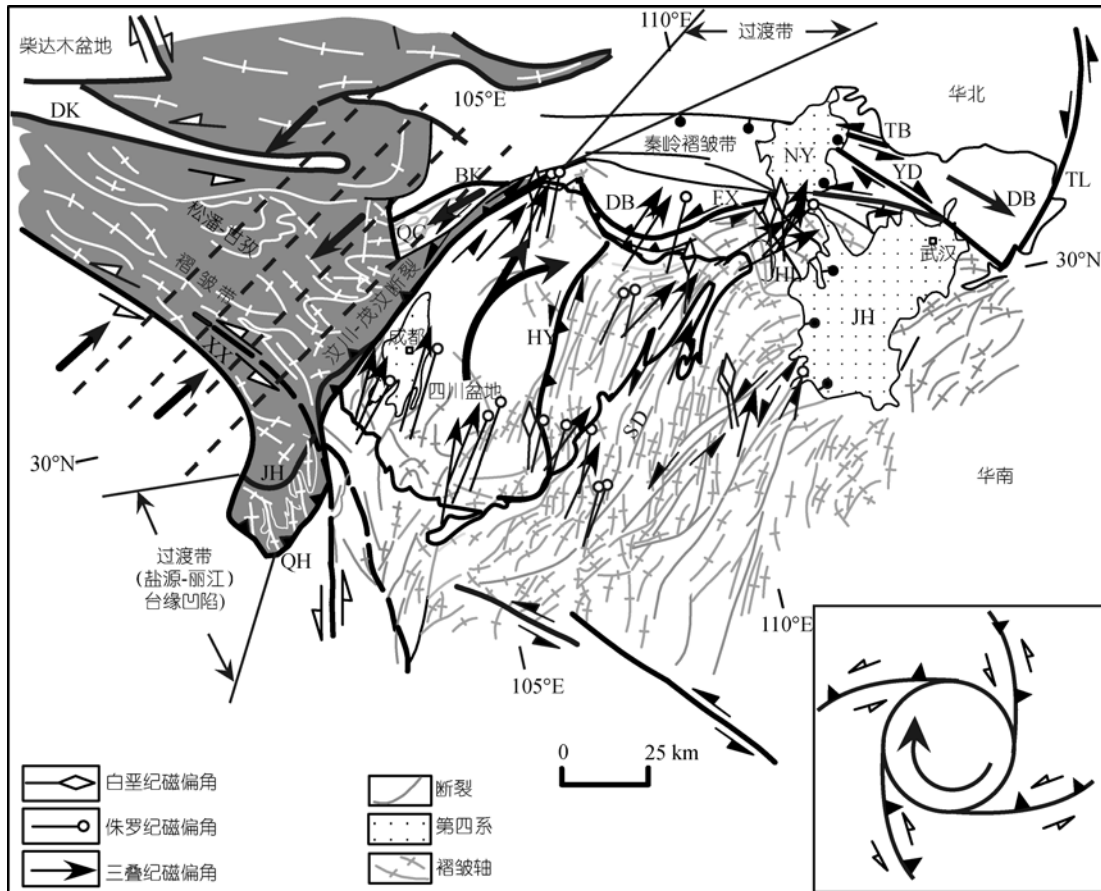 110°E
过渡带
柴达木盆地
105°E
华北
DK
TB
秦岭褶皱带
NY
YD
BK
DB
TL
DB
FX
QC
松潘-甘孜
武汉
30°N
褶皱带
汶川-茂汶断裂
HL
JH
XX
成都
HY
四川盆地
SD
30°N
JH
华南
过渡带
(盐源-丽江)
台缘凹陷)
QH
110°E
105°E
0
25 km
白垩纪磁偏角
断裂
侏罗纪磁偏角
第四系
三叠纪磁偏角
褶皱轴